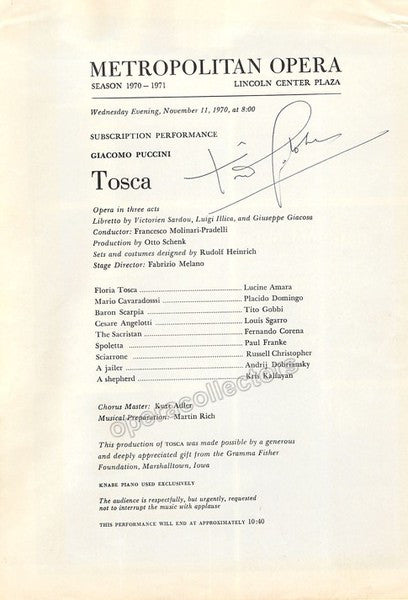 METROPOLITAN OPERA
SEASON 1970–1971 LINCOLN CENTER PLAZA
Wednesday Evening, November 11, 1970, at 8:00
SUBSCRIPTION PERFORMANCE
GIACOMO PUCCINI
Tito Gobbi
Tosca
Opera in three acts
Libretto by Victorien Sardou, Luigi Illica, and Giuseppe Giacosa
Conductor: Francesco Molinari-Pradelli
Production by Otto Schenk
Sets and costumes designed by Rudolf Heinrich
Stage Director: Fabrizio Melano
Floria Tosca Lucine Amara
Mario Cavaradossi Placido Domingo
Baron Scarpia Tito Gobbi
Cesare Angelotti Louis Sgarro
The Sacristan Fernando Corena
Spoletta Paul Franke
Sciarrone Russell Christopher
A jailer Andrij Dobriansky
A shepherd Kris Kalfayan
operacollectors
Chorus Master: Kurt Adler
Musical Preparation: Martin Rich
This production of TOSCA was made possible by a generous
and deeply appreciated gift from the Gramma Fisher
Foundation, Marshalltown, Iowa
KNABE PIANO USED EXCLUSIVELY
The audience is respectfully, but urgently, requested
not to interrupt the music with applause
THIS PERFORMANCE WILL END AT APPROXIMATELY 10:40